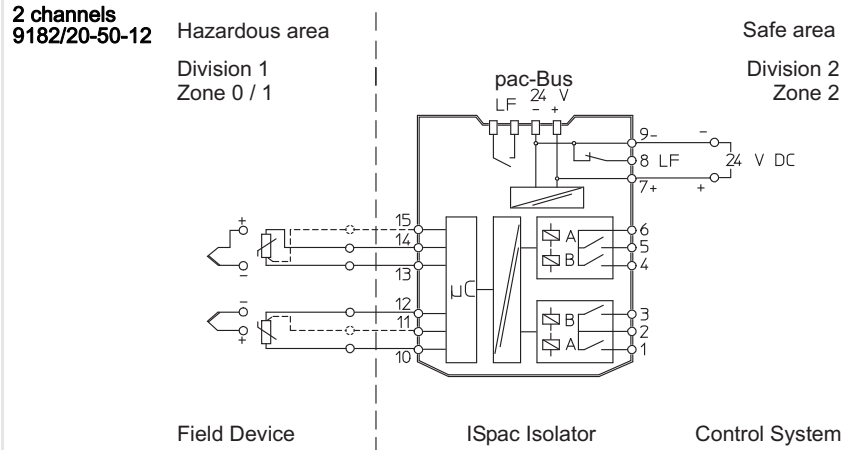 2 channels
9182/20-50-12
Hazardous area
Safe area
Division 1
Zone 0 / 1
Division 2
Zone 2
pac-Bus
LF 24 V
- +
9-
8 LF
7+
-
24 V DC
+
+
-
-
+
15
14
13
12
11
10
µC
A
B
B
A
6
5
4
3
2
1
Field Device
ISpac Isolator
Control System